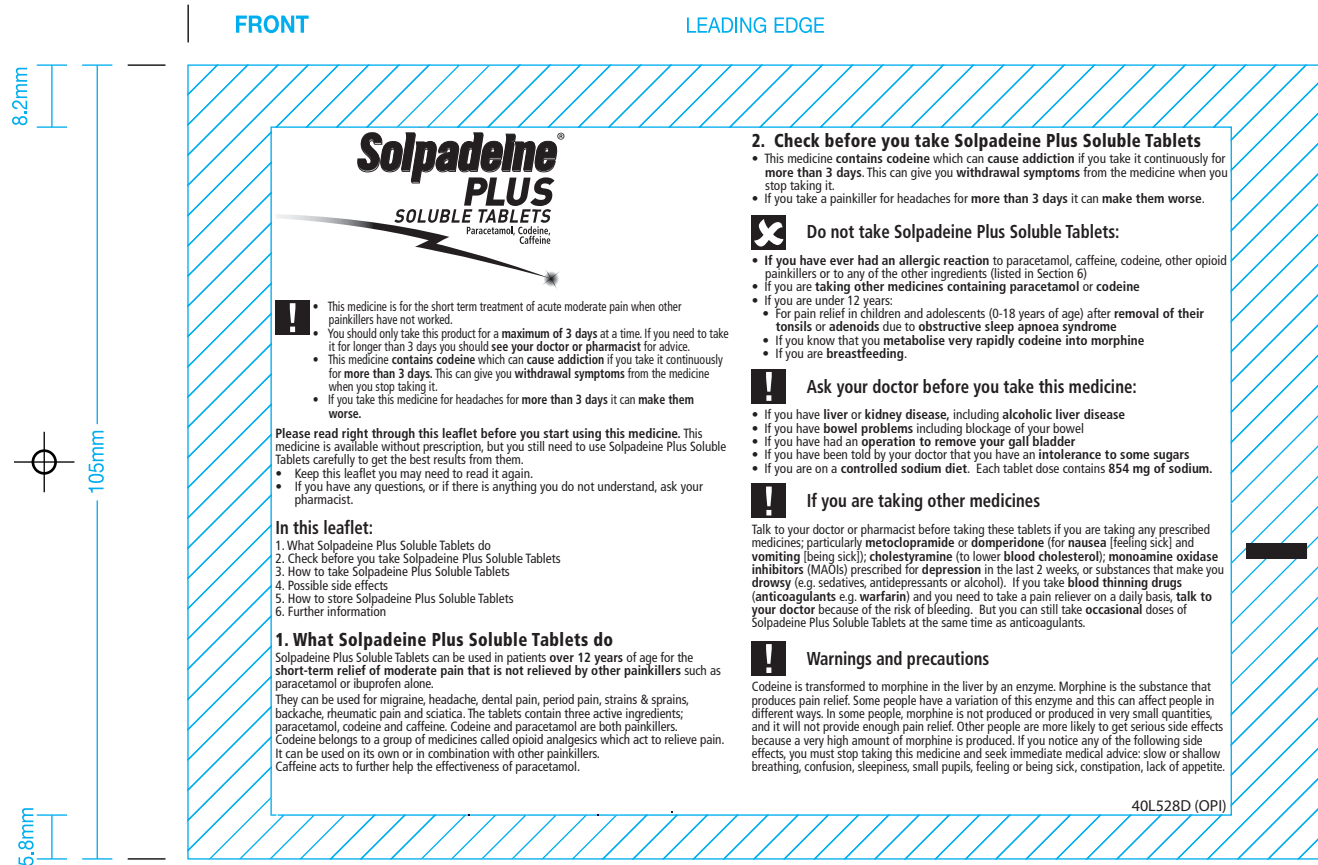 FRONT
LEADING EDGE
8.2mm
105mm
5.8mm
Solpadeine®
PLUS
SOLUBLE TABLETS
Paracetamol, Codeine,
Caffeine
! • This medicine is for the short term treatment of acute moderate pain when other
painkillers have not worked.
• You should only take this product for a maximum of 3 days at a time. If you need to take
it for longer than 3 days you should see your doctor or pharmacist for advice.
• This medicine contains codeine which can cause addiction if you take it continuously
for more than 3 days. This can give you withdrawal symptoms from the medicine
when you stop taking it.
• If you take this medicine for headaches for more than 3 days it can make them
worse.
Please read right through this leaflet before you start using this medicine. This
medicine is available without prescription, but you still need to use Solpadeine Plus Soluble
Tablets carefully to get the best results from them.
• Keep this leaflet you may need to read it again.
• If you have any questions, or if there is anything you do not understand, ask your
pharmacist.
In this leaflet:
1. What Solpadeine Plus Soluble Tablets do
2. Check before you take Solpadeine Plus Soluble Tablets
3. How to take Solpadeine Plus Soluble Tablets
4. Possible side effects
5. How to store Solpadeine Plus Soluble Tablets
6. Further information
1. What Solpadeine Plus Soluble Tablets do
Solpadeine Plus Soluble Tablets can be used in patients over 12 years of age for the
short-term relief of moderate pain that is not relieved by other painkillers such as
paracetamol or ibuprofen alone.
They can be used for migraine, headache, dental pain, period pain, strains & sprains,
backache, rheumatic pain and sciatica. The tablets contain three active ingredients;
paracetamol, codeine and caffeine. Codeine and paracetamol are both painkillers.
Codeine belongs to a group of medicines called opioid analgesics which act to relieve pain.
It can be used on its own or in combination with other painkillers.
Caffeine acts to further help the effectiveness of paracetamol.
2. Check before you take Solpadeine Plus Soluble Tablets
• This medicine contains codeine which can cause addiction if you take it continuously for
more than 3 days. This can give you withdrawal symptoms from the medicine when you
stop taking it.
• If you take a painkiller for headaches for more than 3 days it can make them worse.
Do not take Solpadeine Plus Soluble Tablets:
• If you have ever had an allergic reaction to paracetamol, caffeine, codeine, other opioid
painkillers or to any of the other ingredients (listed in Section 6)
• If you are taking other medicines containing paracetamol or codeine
• If you are under 12 years:
• For pain relief in children and adolescents (0-18 years of age) after removal of their
tonsils or adenoids due to obstructive sleep apnoea syndrome
• If you know that you metabolise very rapidly codeine into morphine
• If you are breastfeeding.
! Ask your doctor before you take this medicine:
• If you have liver or kidney disease, including alcoholic liver disease
• If you have bowel problems including blockage of your bowel
• If you have had an operation to remove your gall bladder
• If you have been told by your doctor that you have an intolerance to some sugars
• If you are on a controlled sodium diet. Each tablet dose contains 854 mg of sodium.
! If you are taking other medicines
Talk to your doctor or pharmacist before taking these tablets if you are taking any prescribed
medicines; particularly metoclopramide or domperidone (for nausea [feeling sick] and
vomiting [being sick]); cholestyramine (to lower blood cholesterol); monoamine oxidase
inhibitors (MAOIs) prescribed for depression in the last 2 weeks, or substances that make you
drowsy (e.g. sedatives, antidepressants or alcohol). If you take blood thinning drugs
(anticoagulants e.g. warfarin) and you need to take a pain reliever on a daily basis, talk to
your doctor because of the risk of bleeding. But you can still take occasional doses of
Solpadeine Plus Soluble Tablets at the same time as anticoagulants.
! Warnings and precautions
Codeine is transformed to morphine in the liver by an enzyme. Morphine is the substance that
produces pain relief. Some people have a variation of this enzyme and this can affect people in
different ways. In some people, morphine is not produced or produced in very small quantities,
and it will not provide enough pain relief. Other people are more likely to get serious side effects
because a very high amount of morphine is produced. If you notice any of the following side
effects, you must stop taking this medicine and seek immediate medical advice: slow or shallow
breathing, confusion, sleepiness, small pupils, feeling or being sick, constipation, lack of appetite.
40L528D (OPI)